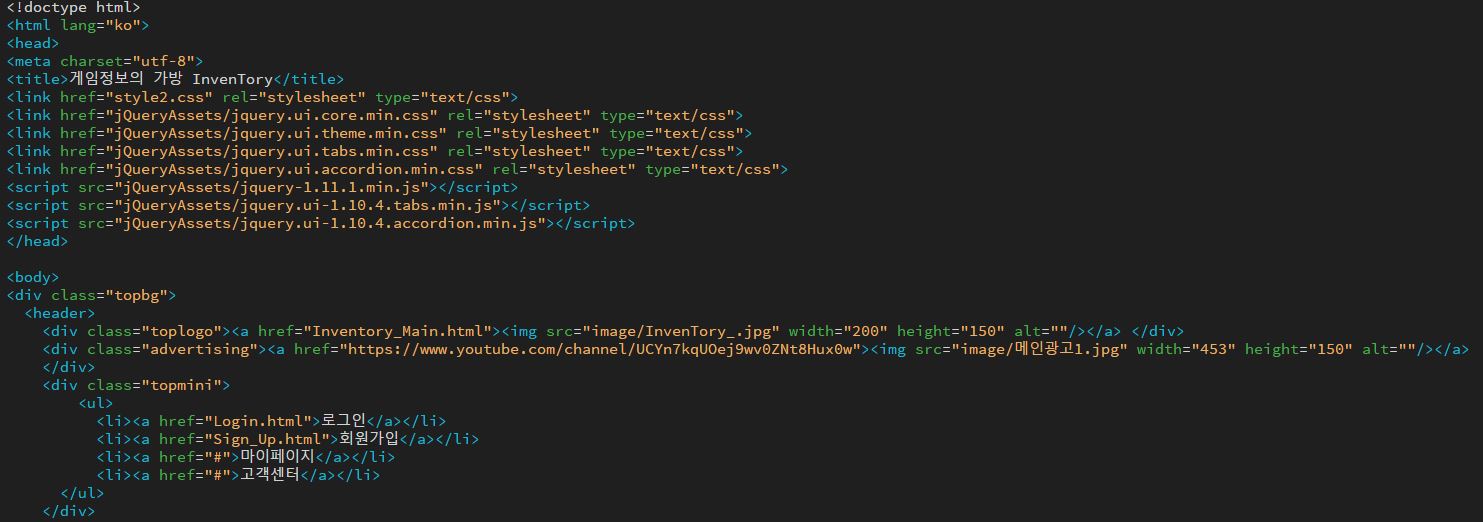 <!doctype html>
<html lang="ko">
<head>
<meta charset="utf-8">
<title>게임정보의 가방 InvenTory</title>
<link href="style2.css" rel="stylesheet" type="text/css">
<link href="jQueryAssets/jquery.ui.core.min.css" rel="stylesheet" type="text/css">
<link href="jQueryAssets/jquery.ui.theme.min.css" rel="stylesheet" type="text/css">
<link href="jQueryAssets/jquery.ui.tabs.min.css" rel="stylesheet" type="text/css">
<link href="jQueryAssets/jquery.ui.accordion.min.css" rel="stylesheet" type="text/css">
<script src="jQueryAssets/jquery-1.11.1.min.js"></script>
<script src="jQueryAssets/jquery.ui-1.10.4.tabs.min.js"></script>
<script src="jQueryAssets/jquery.ui-1.10.4.accordion.min.js"></script>
</head>

<body>
<div class="topbg">
  <header>
    <div class="toplogo"><a href="Inventory_Main.html"><img src="image/InvenTory_.jpg" width="200" height="150" alt=""/></a> </div>
    <div class="advertising"><a href="https://www.youtube.com/channel/UCYn7kqUOej9wv0ZNt8Hux0w"><img src="image/메인광고1.jpg" width="453" height="150" alt=""/></a>
    </div>
    <div class="topmini">
        <ul>
          <li><a href="Login.html">로그인</a></li>
          <li><a href="Sign_Up.html">회원가입</a></li>
          <li><a href="#">마이페이지</a></li>
          <li><a href="#">고객센터</a></li>
      </ul>
    </div>